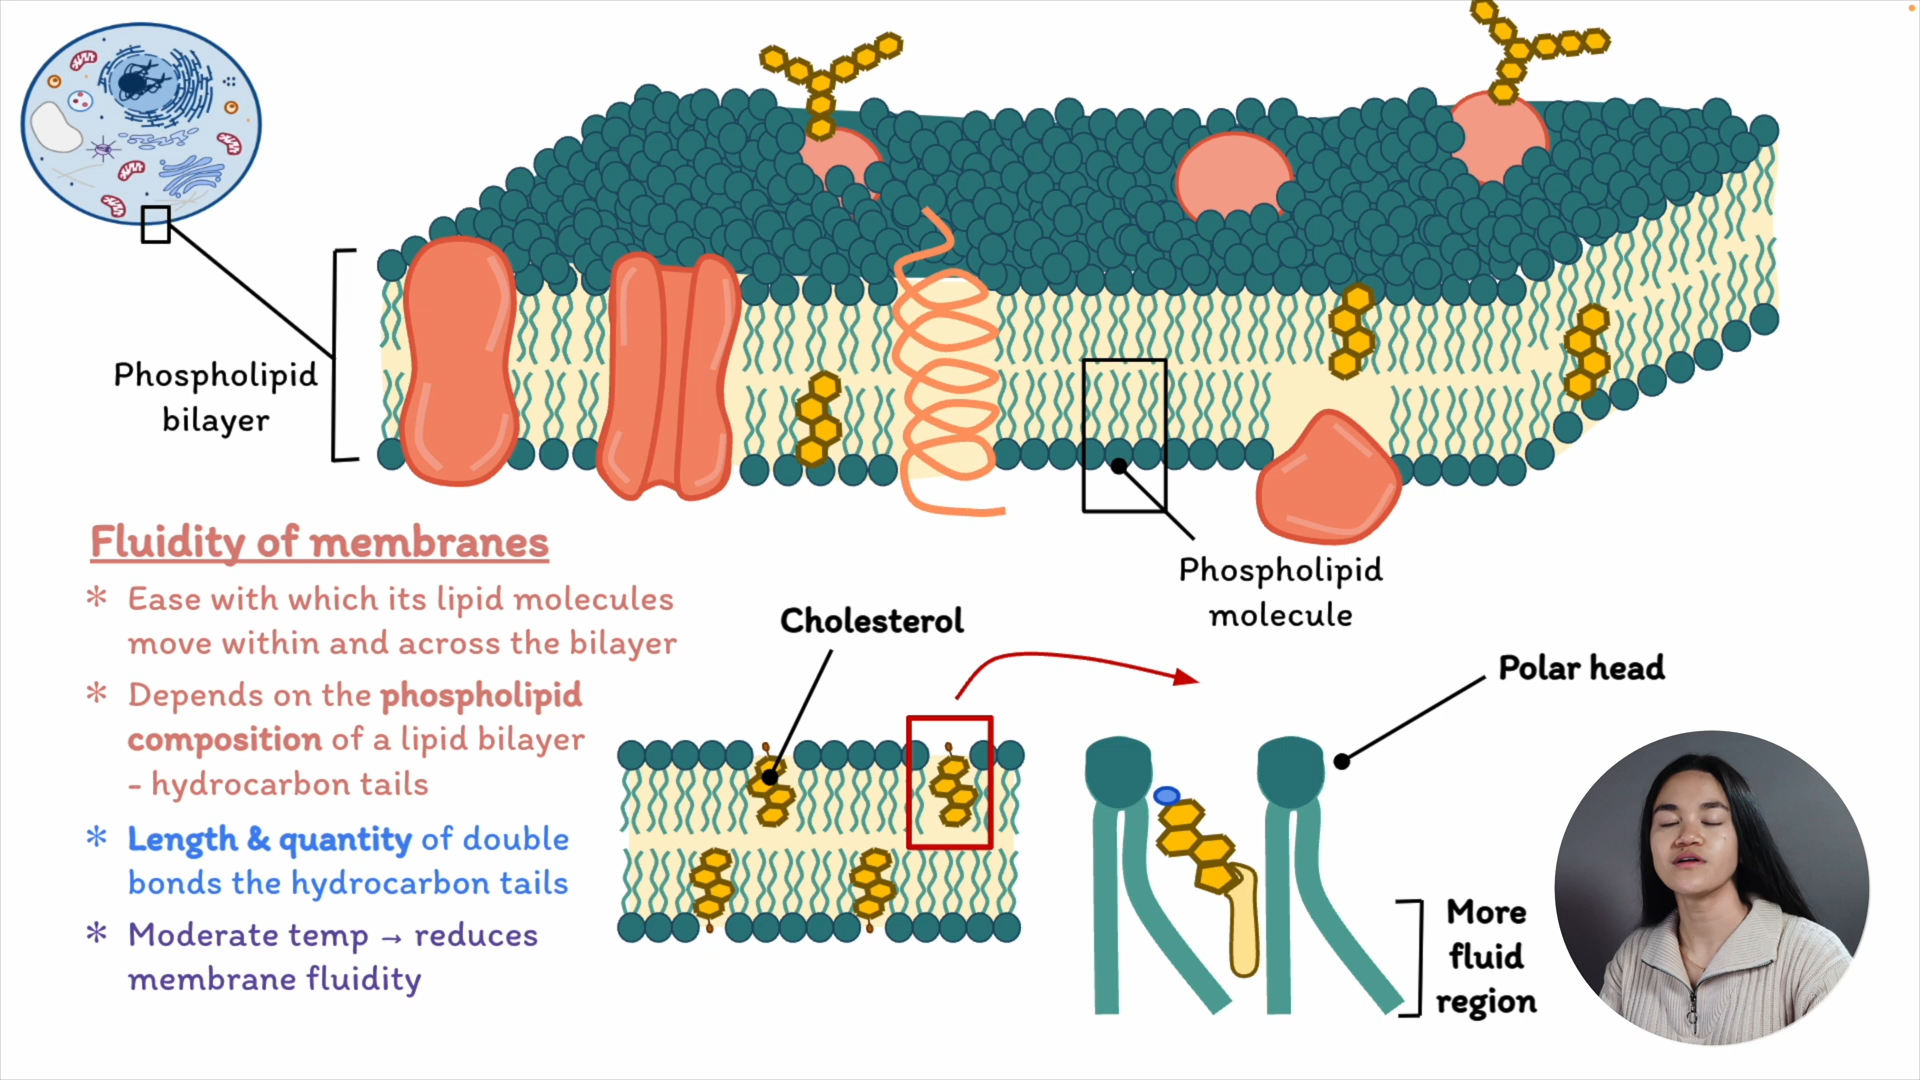 Phospholipid
bilayer
Phospholipid
molecule
Fluidity of membranes
* Ease with which its lipid molecules
move within and across the bilayer
* Depends on the phospholipid
composition of a lipid bilayer
- hydrocarbon tails
* Length & quantity of double
bonds the hydrocarbon tails
* Moderate temp → reduces
membrane fluidity
Cholesterol
Polar head
More
fluid
region